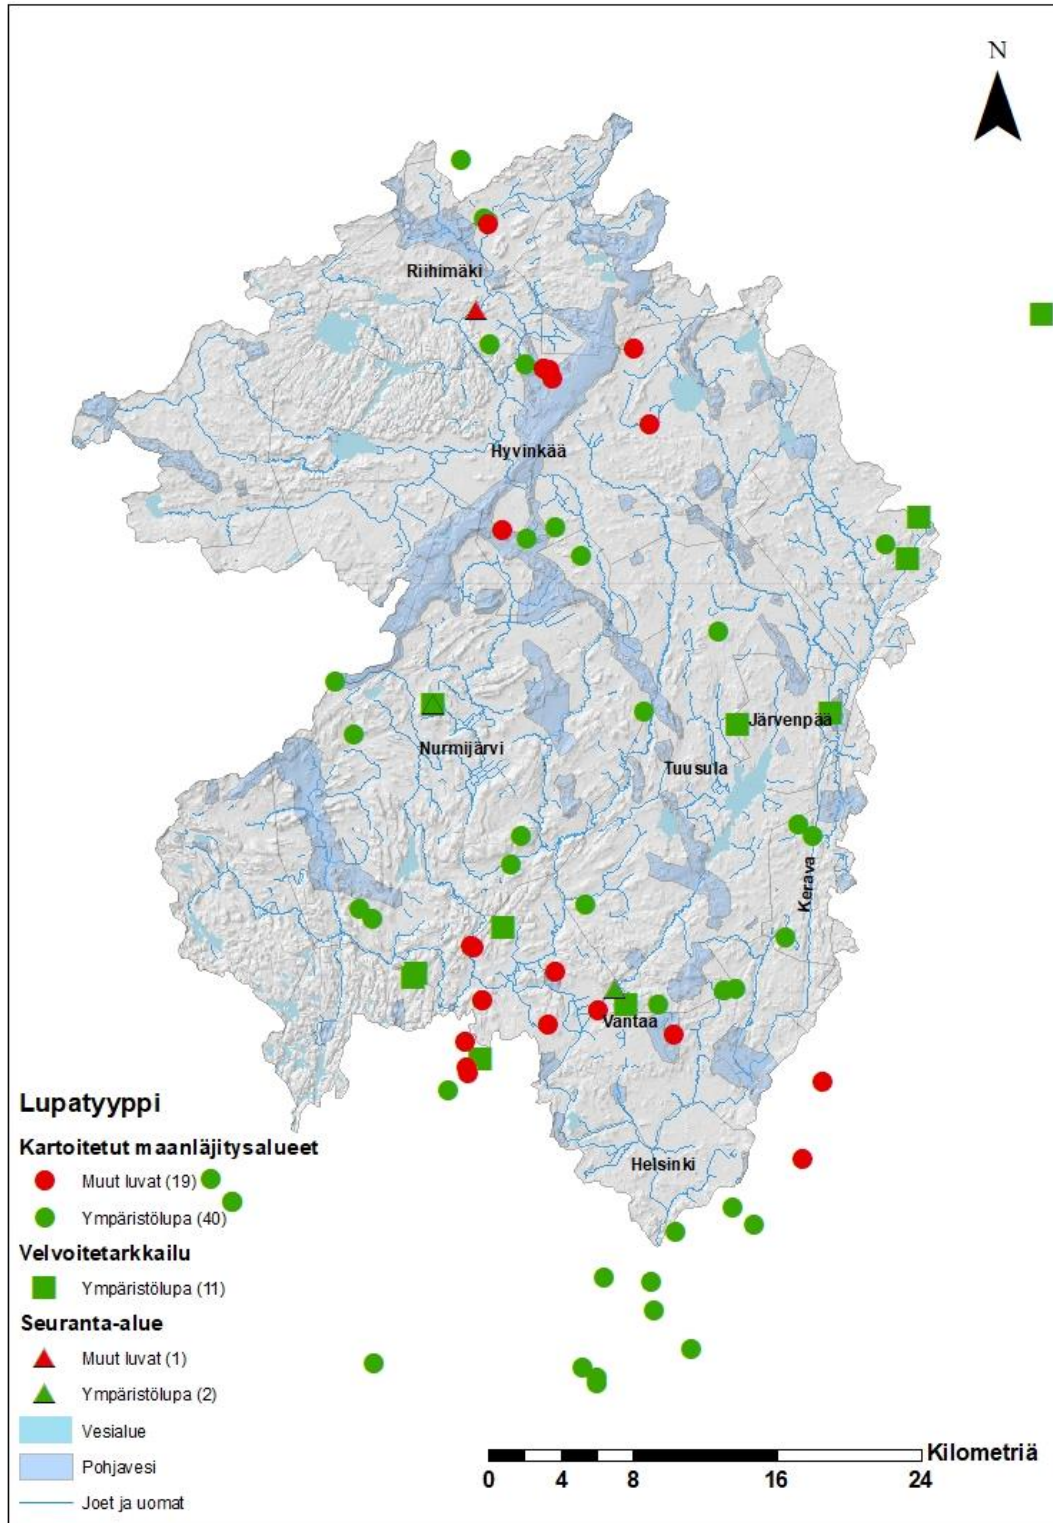 N
Riihimäki
Hyvinkää
Järvenpää
Nurmijärvi
Tuusula
Kerava
Vantaa
Helsinki
Lupatyyppi
Kartoitetut maanläjitysalueet
Muut luvat (19)
Ympäristölupa (40)
Velvoitetarkkailu
Ympäristölupa (11)
Seuranta-alue
Muut luvat (1)
Ympäristölupa (2)
Vesialue
Pohjavesi
Joet ja uomat
Kilometriä
0 4 8 16 24